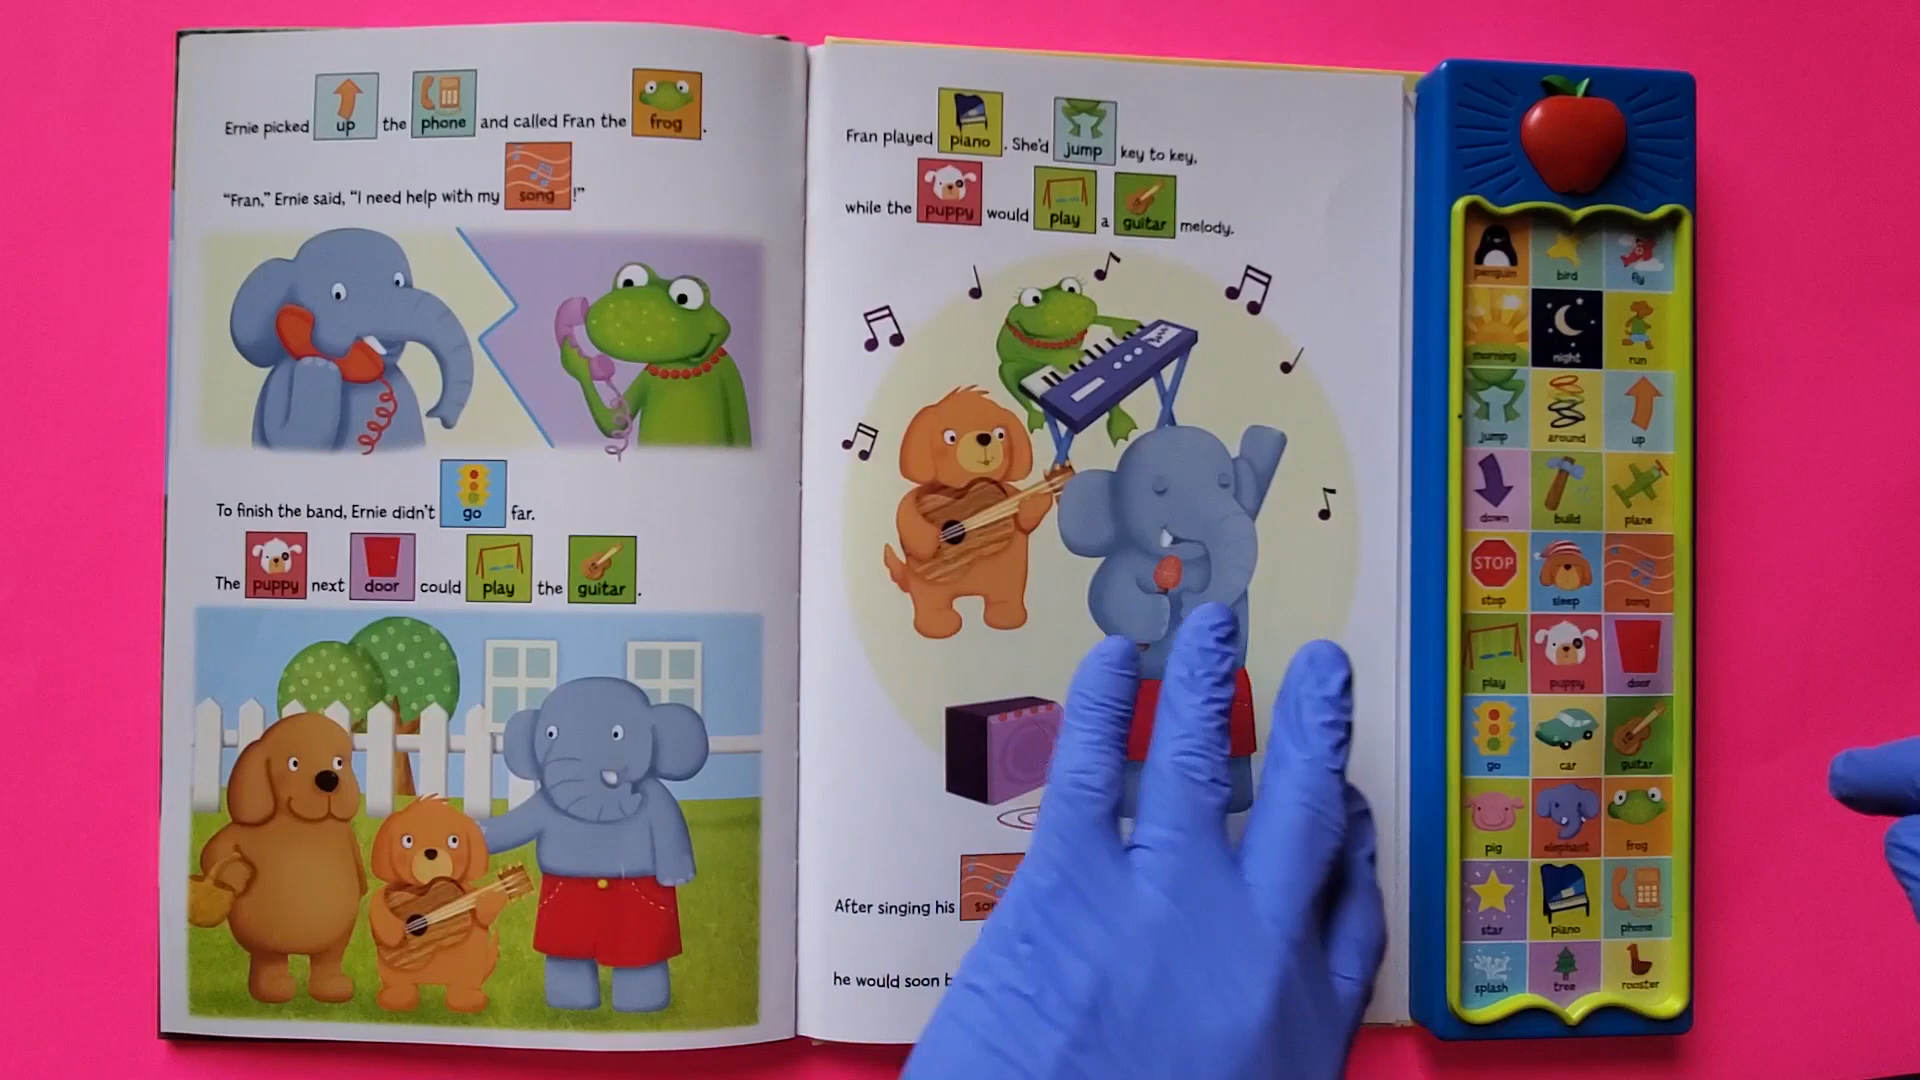 Ernie picked up the phone and called Fran the frog.
“Fran,” Ernie said, “I need help with my song!”
To finish the band, Ernie didn't go far.
The puppy next door could play the guitar.
Fran played piano. She'd jump key to key,
while the puppy would play a guitar melody.
After singing his
he would soon
penguin bird fly
morning night run
jump around up
down build plane
STOP
stop sleep song
play puppy door
go car guitar
pig elephant frog
star piano phone
splash tree rooster